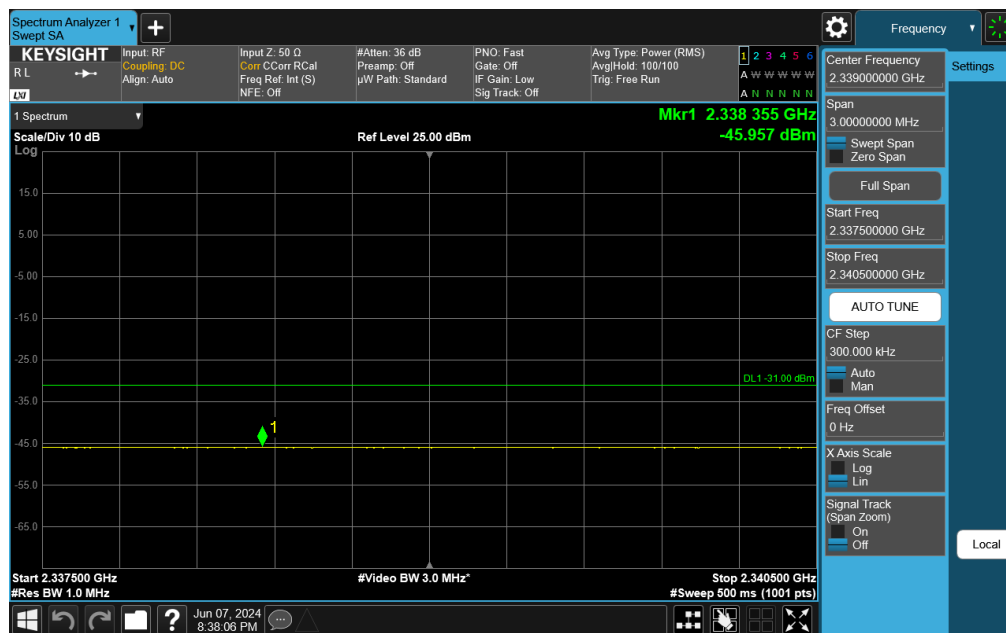 Spectrum Analyzer 1
Swept SA
Frequency
KEYSIGHT
R L
LXI
Input: RF
Coupling: DC
Align: Auto
Input Z: 50 Ω
Corr CCorr RCal
Freq Ref: Int (S)
NFE: Off
#Atten: 36 dB
Preamp: Off
µW Path: Standard
PNO: Fast
Gate: Off
IF Gain: Low
Sig Track: Off
Avg Type: Power (RMS)
Avg|Hold: 100/100
Trig: Free Run
1 2 3 4 5 6
A W W W W W
A N N N N N
1 Spectrum
Scale/Div 10 dB
Log
Ref Level 25.00 dBm
Mkr1 2.338 355 GHz
-45.957 dBm
15.0
5.00
-5.00
-15.0
-25.0
DL1 -31.00 dBm
-35.0
1
-45.0
-55.0
-65.0
Start 2.337500 GHz
#Video BW 3.0 MHz*
Stop 2.340500 GHz
#Res BW 1.0 MHz
#Sweep 500 ms (1001 pts)
Center Frequency
2.339000000 GHz
Settings
Span
3.00000000 MHz
Swept Span
Zero Span
Full Span
Start Freq
2.337500000 GHz
Stop Freq
2.340500000 GHz
AUTO TUNE
CF Step
300.000 kHz
Auto
Man
Freq Offset
0 Hz
X Axis Scale
Log
Lin
Signal Track
(Span Zoom)
On
Off
Local
?
Jun 07, 2024
8:38:06 PM